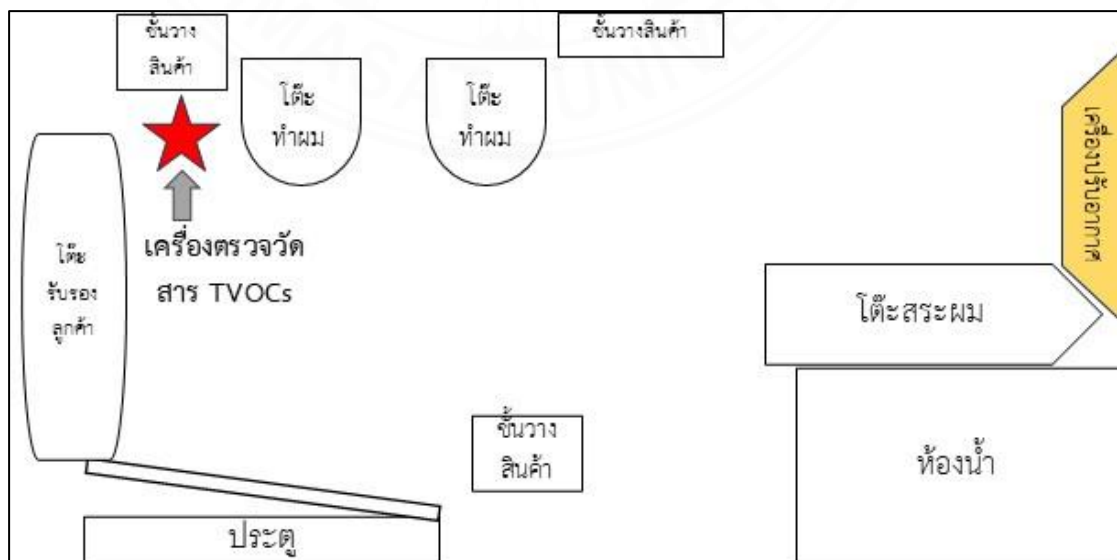 ชั้นวาง
สินค้า
ชั้นวางสินค้า
โต๊ะ
ทำผม
โต๊ะ
ทำผม
เครื่องปรับอากาศ
เครื่องตรวจวัด
สาร TVOCs
โต๊ะ
รับรอง
ลูกค้า
โต๊ะสระผม
ชั้นวาง
สินค้า
ห้องน้ำ
ประตู